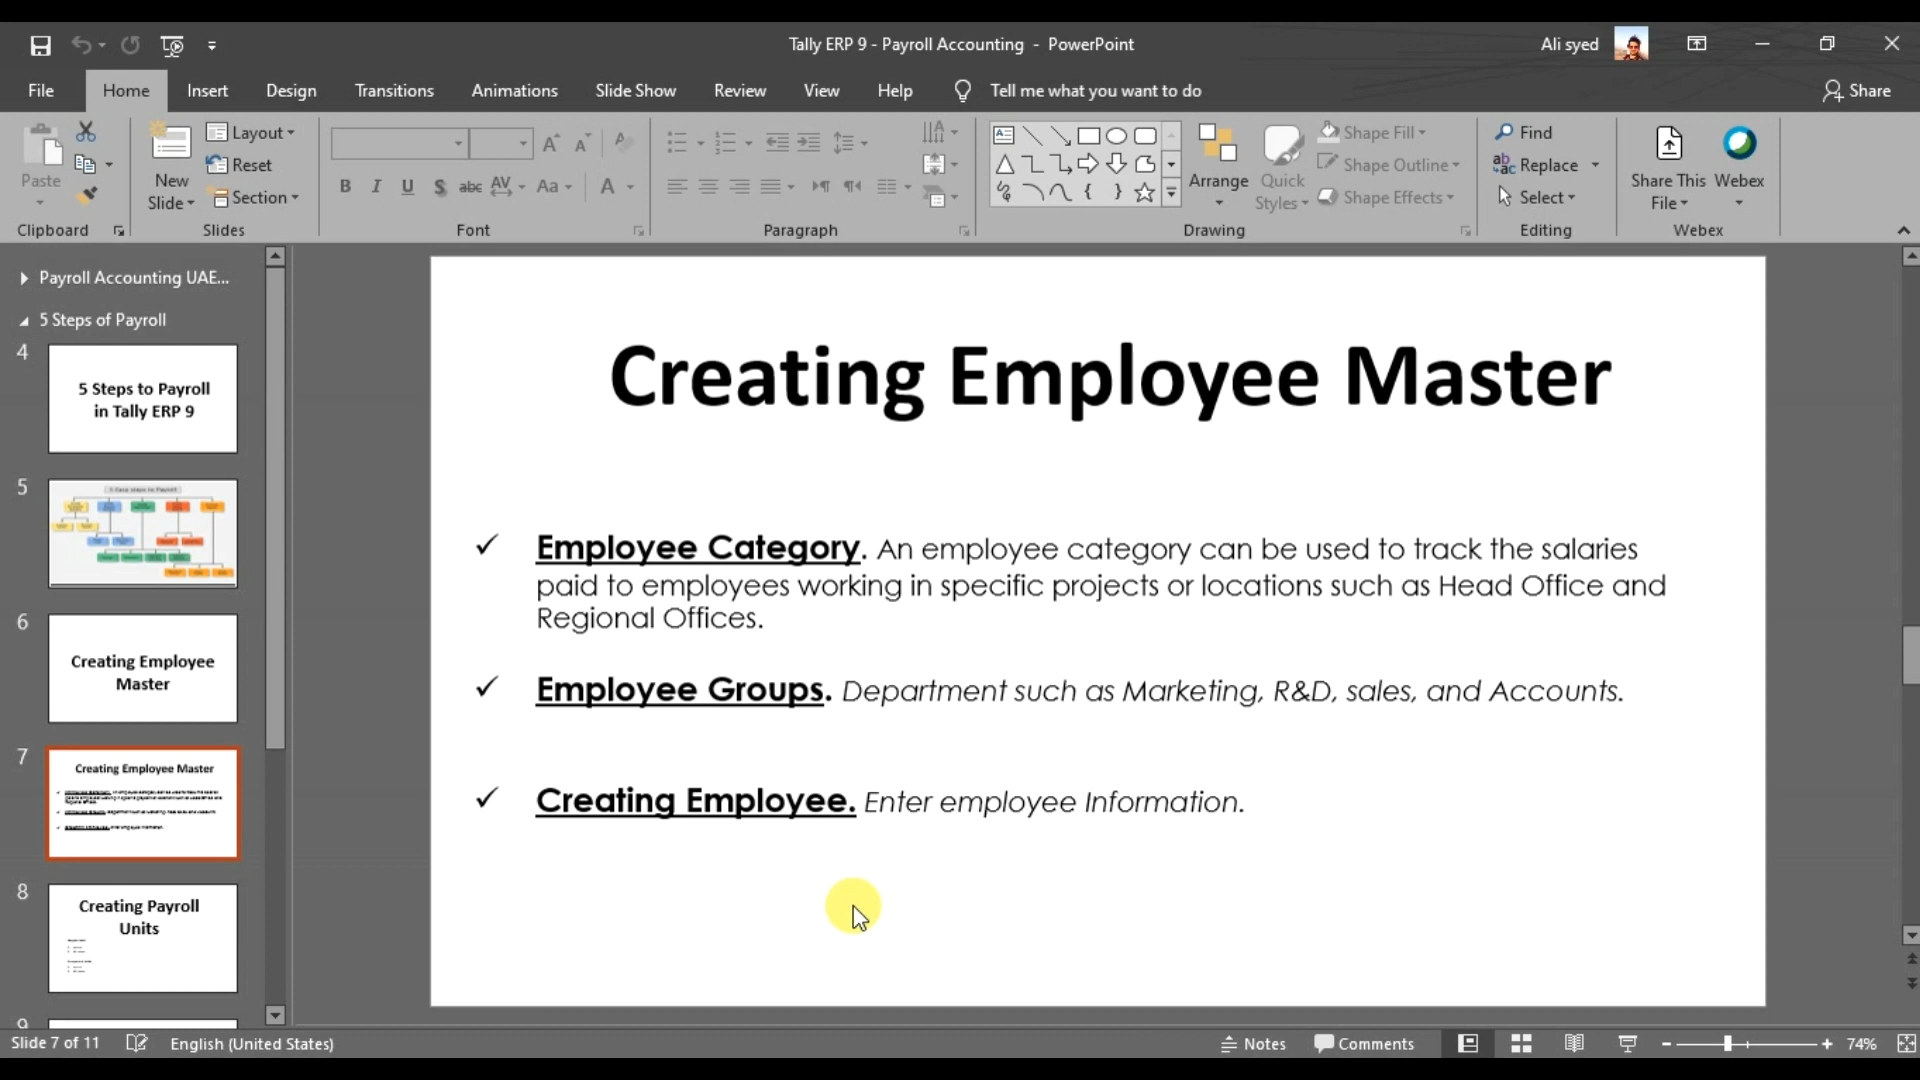 Tally ERP 9 - Payroll Accounting - PowerPoint
Ali syed
File Home Insert Design Transitions Animations Slide Show Review View Help Tell me what you want to do Share
Paste
New Slide
Layout
Reset
Section
B I U S abc AV Aa A
Arrange
Quick Styles
Shape Fill
Shape Outline
Shape Effects
Find
Replace
Select
Share This File
Webex
Clipboard Slides Font Paragraph Drawing Editing Webex
Payroll Accounting UAE...
5 Steps of Payroll
4
5 Steps to Payroll
in Tally ERP 9
5
6
Creating Employee
Master
7
Creating Employee Master
8
Creating Payroll
Units
9
Creating Employee Master
✓ Employee Category. An employee category can be used to track the salaries
paid to employees working in specific projects or locations such as Head Office and
Regional Offices.
✓ Employee Groups. Department such as Marketing, R&D, sales, and Accounts.
✓ Creating Employee. Enter employee Information.
Slide 7 of 11 English (United States) Notes Comments 74%